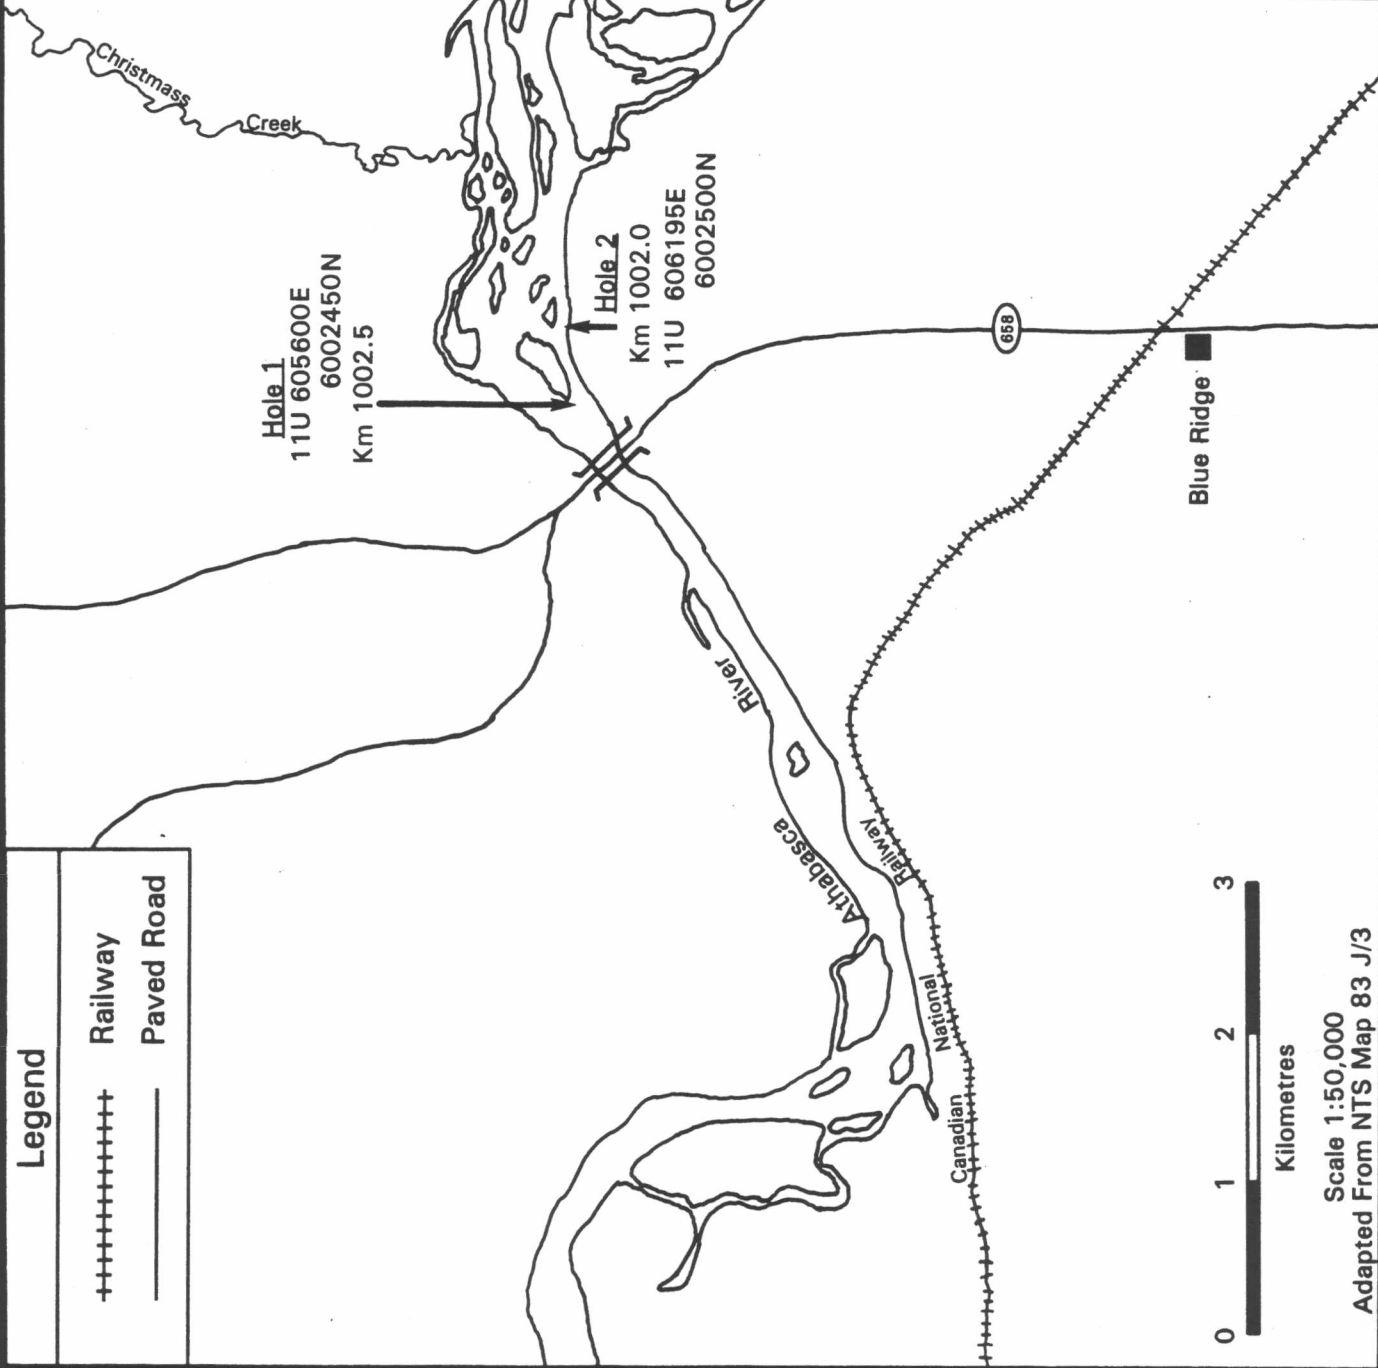 Legend
Railway
Paved Road
Christmass
Creek
Hole 1
11U 605600E
6002450N
Km 1002.5
Hole 2
Km 1002.0
11U 606195E
6002500N
River
Athabasca
658
Blue Ridge
Canadian
National
Railway
0 1 2 3
Kilometres
Scale 1:50,000
Adapted From NTS Map 83 J/3